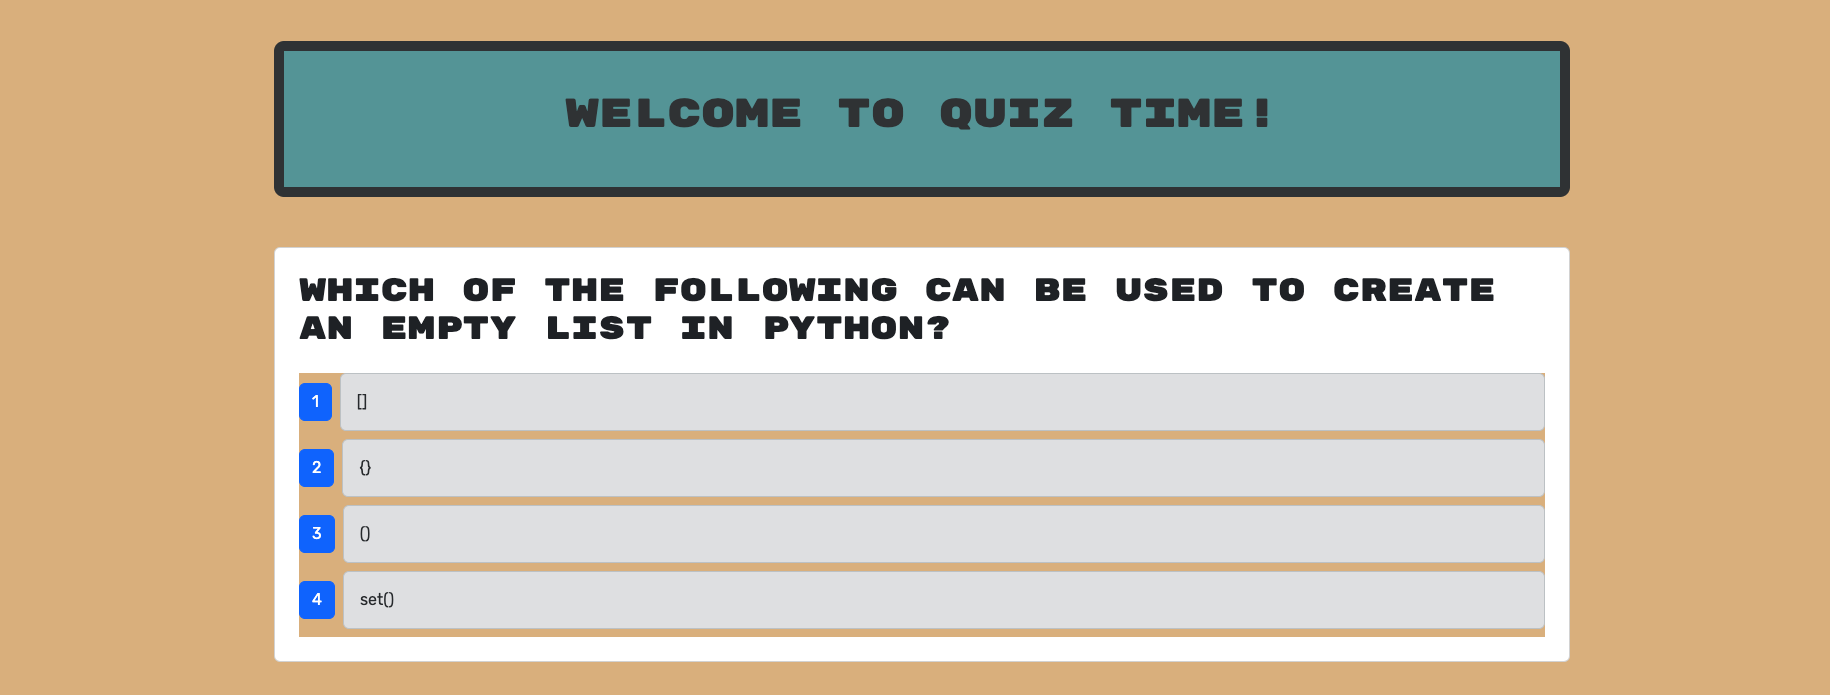 WELCOME TO QUIZ TIME!
WHICH OF THE FOLLOWING CAN BE USED TO CREATE
AN EMPTY LIST IN PYTHON?
1 []
2 {}
3 ()
4 set()